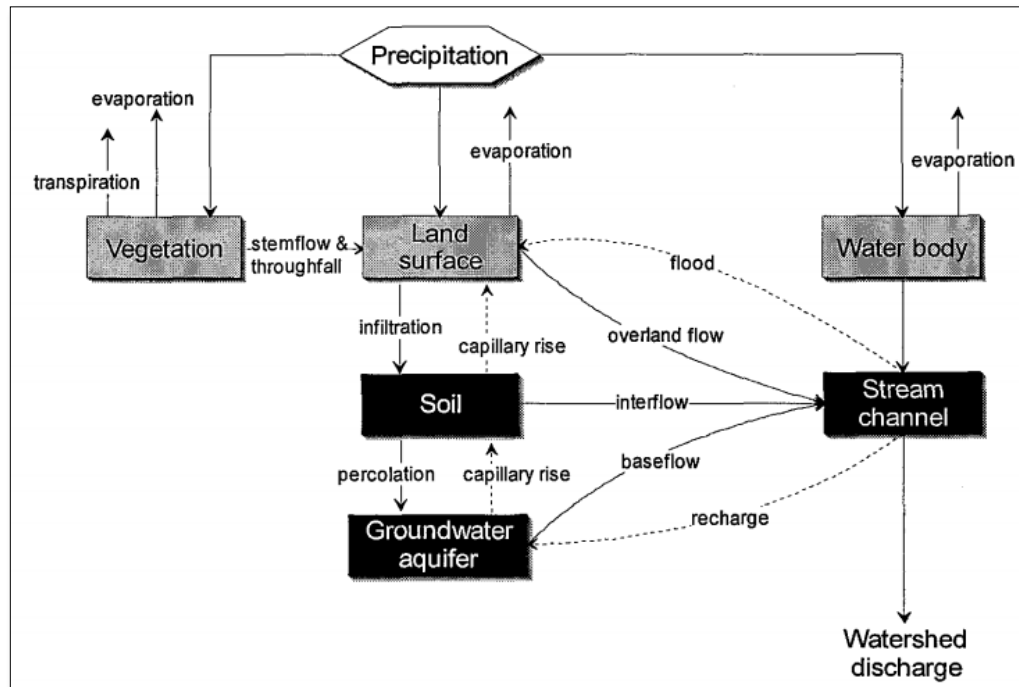 Precipitation
evaporation
transpiration
evaporation
evaporation
Vegetation
stemflow &
throughfall
Land
surface
Water body
flood
infiltration
capillary rise
overland flow
Soil
interflow
Stream
channel
percolation
capillary rise
baseflow
recharge
Groundwater
aquifer
Watershed
discharge